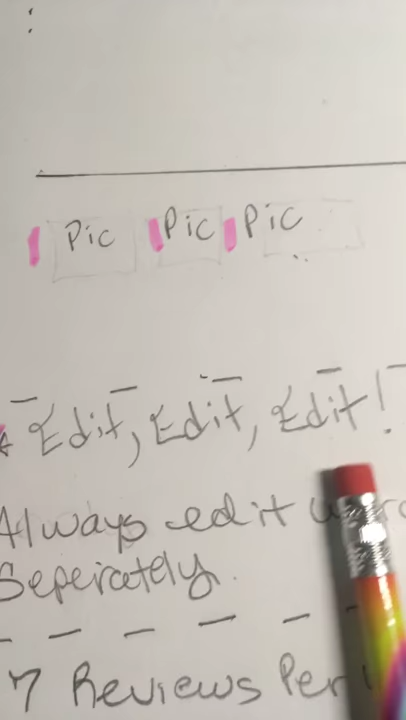 Pic Pic Pic
Edit, Edit, Edit!
Always edit
Seperately.
7 Reviews Per